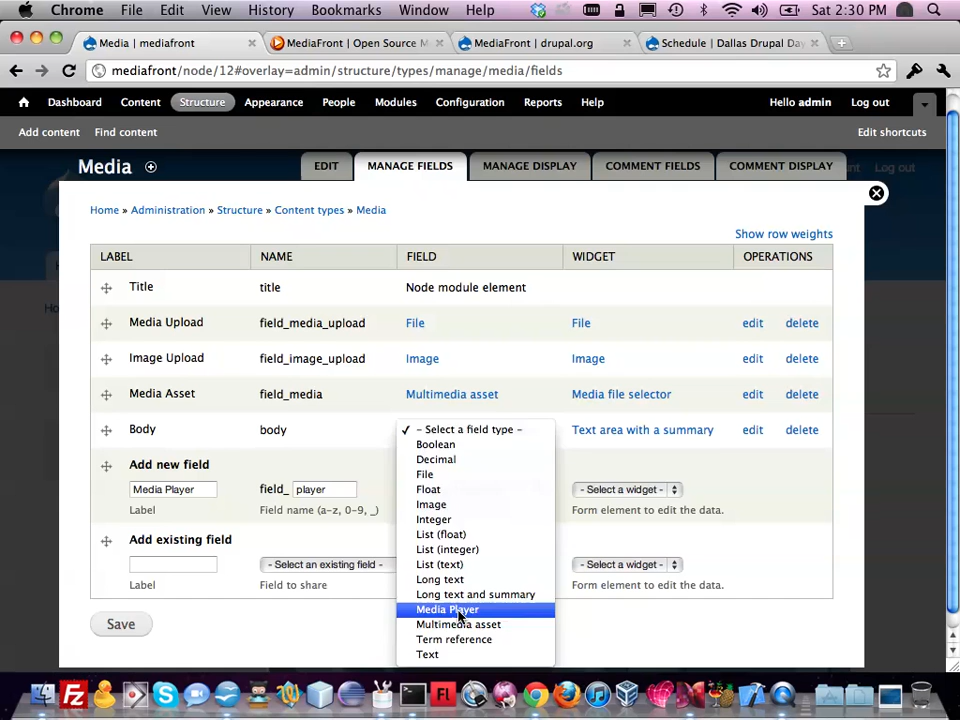 Chrome File Edit View History Bookmarks Window Help Sat 2:30 PM
Media | mediafront
MediaFront | Open Source M
MediaFront | drupal.org
Schedule | Dallas Drupal Day
mediafront/node/12#overlay=admin/structure/types/manage/media/fields
Dashboard Content Structure Appearance People Modules Configuration Reports Help Hello admin Log out
Add content Find content Edit shortcuts
Media EDIT MANAGE FIELDS MANAGE DISPLAY COMMENT FIELDS COMMENT DISPLAY
Log out
Home » Administration » Structure » Content types » Media
Show row weights
LABEL NAME FIELD WIDGET OPERATIONS
Title title Node module element
Media Upload field_media_upload File File edit delete
Image Upload field_image_upload Image Image edit delete
Media Asset field_media Multimedia asset Media file selector edit delete
Body body Text area with a summary edit delete
✓ - Select a field type -
Boolean
Decimal
File
Float
Image
Integer
List (float)
List (integer)
List (text)
Long text
Long text and summary
Media Player
Multimedia asset
Term reference
Text
Add new field
Media Player field_ player - Select a widget -
Label Field name (a-z, 0-9, _) Form element to edit the data.
Add existing field
- Select an existing field - - Select a widget -
Label Field to share Form element to edit the data.
Save